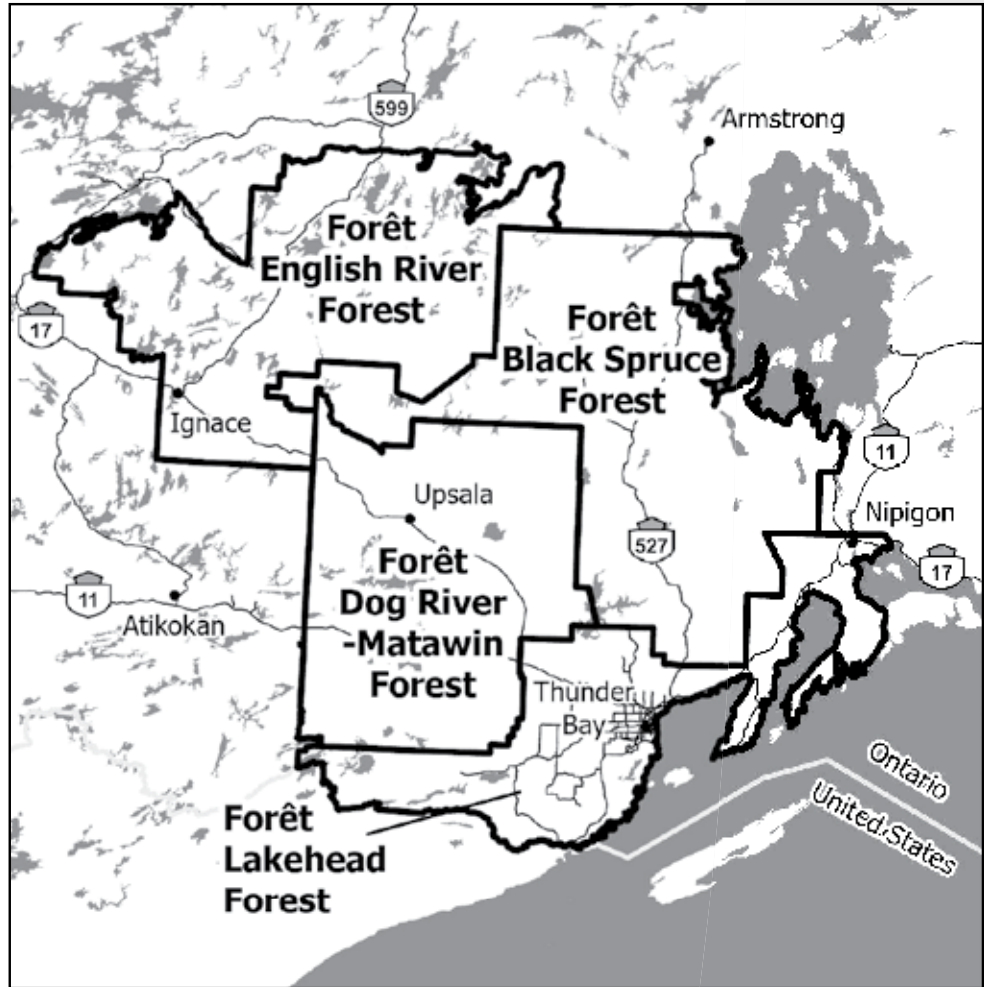 599
Armstrong
Forêt
English River
Forest
17
Forêt
Black Spruce
Forest
Ignace
11
Upsala
Nipigon
527
17
Forêt
Dog River
-Matawin
Forest
11
Atikokan
Thunder
Bay
Ontario
United States
Forêt
Lakehead
Forest